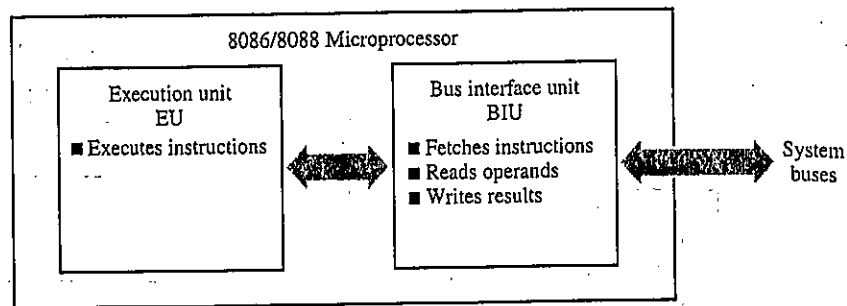 8086/8088 Microprocessor
Execution unit
EU
■ Executes instructions
Bus interface unit
BIU
■ Fetches instructions
■ Reads operands
■ Writes results
System
buses